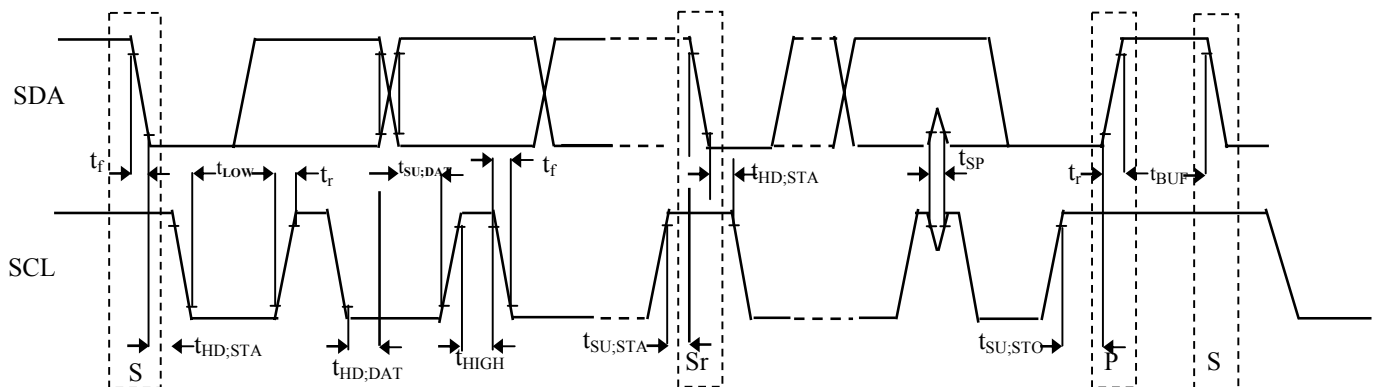 SDA
t_f
t_LOW
t_r
t_SU;DAT
t_f
t_HD;STA
t_SP
t_r
t_BUF
SCL
S
t_HD;STA
t_HD;DAT
t_HIGH
t_SU;STA
Sr
t_SU;STO
P
S